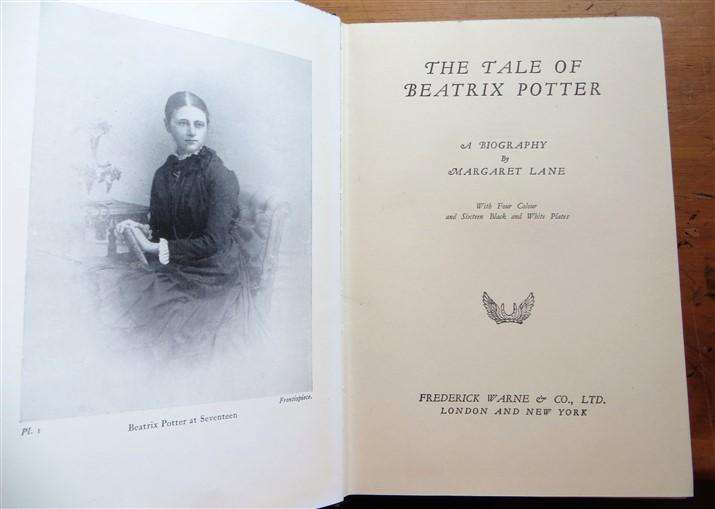 Frontispiece.
Pl. 1
Beatrix Potter at Seventeen
THE TALE OF
BEATRIX POTTER
A BIOGRAPHY
By
MARGARET LANE
With Four Colour
and Sixteen Black and White Plates
FREDERICK WARNE & CO., LTD.
LONDON AND NEW YORK